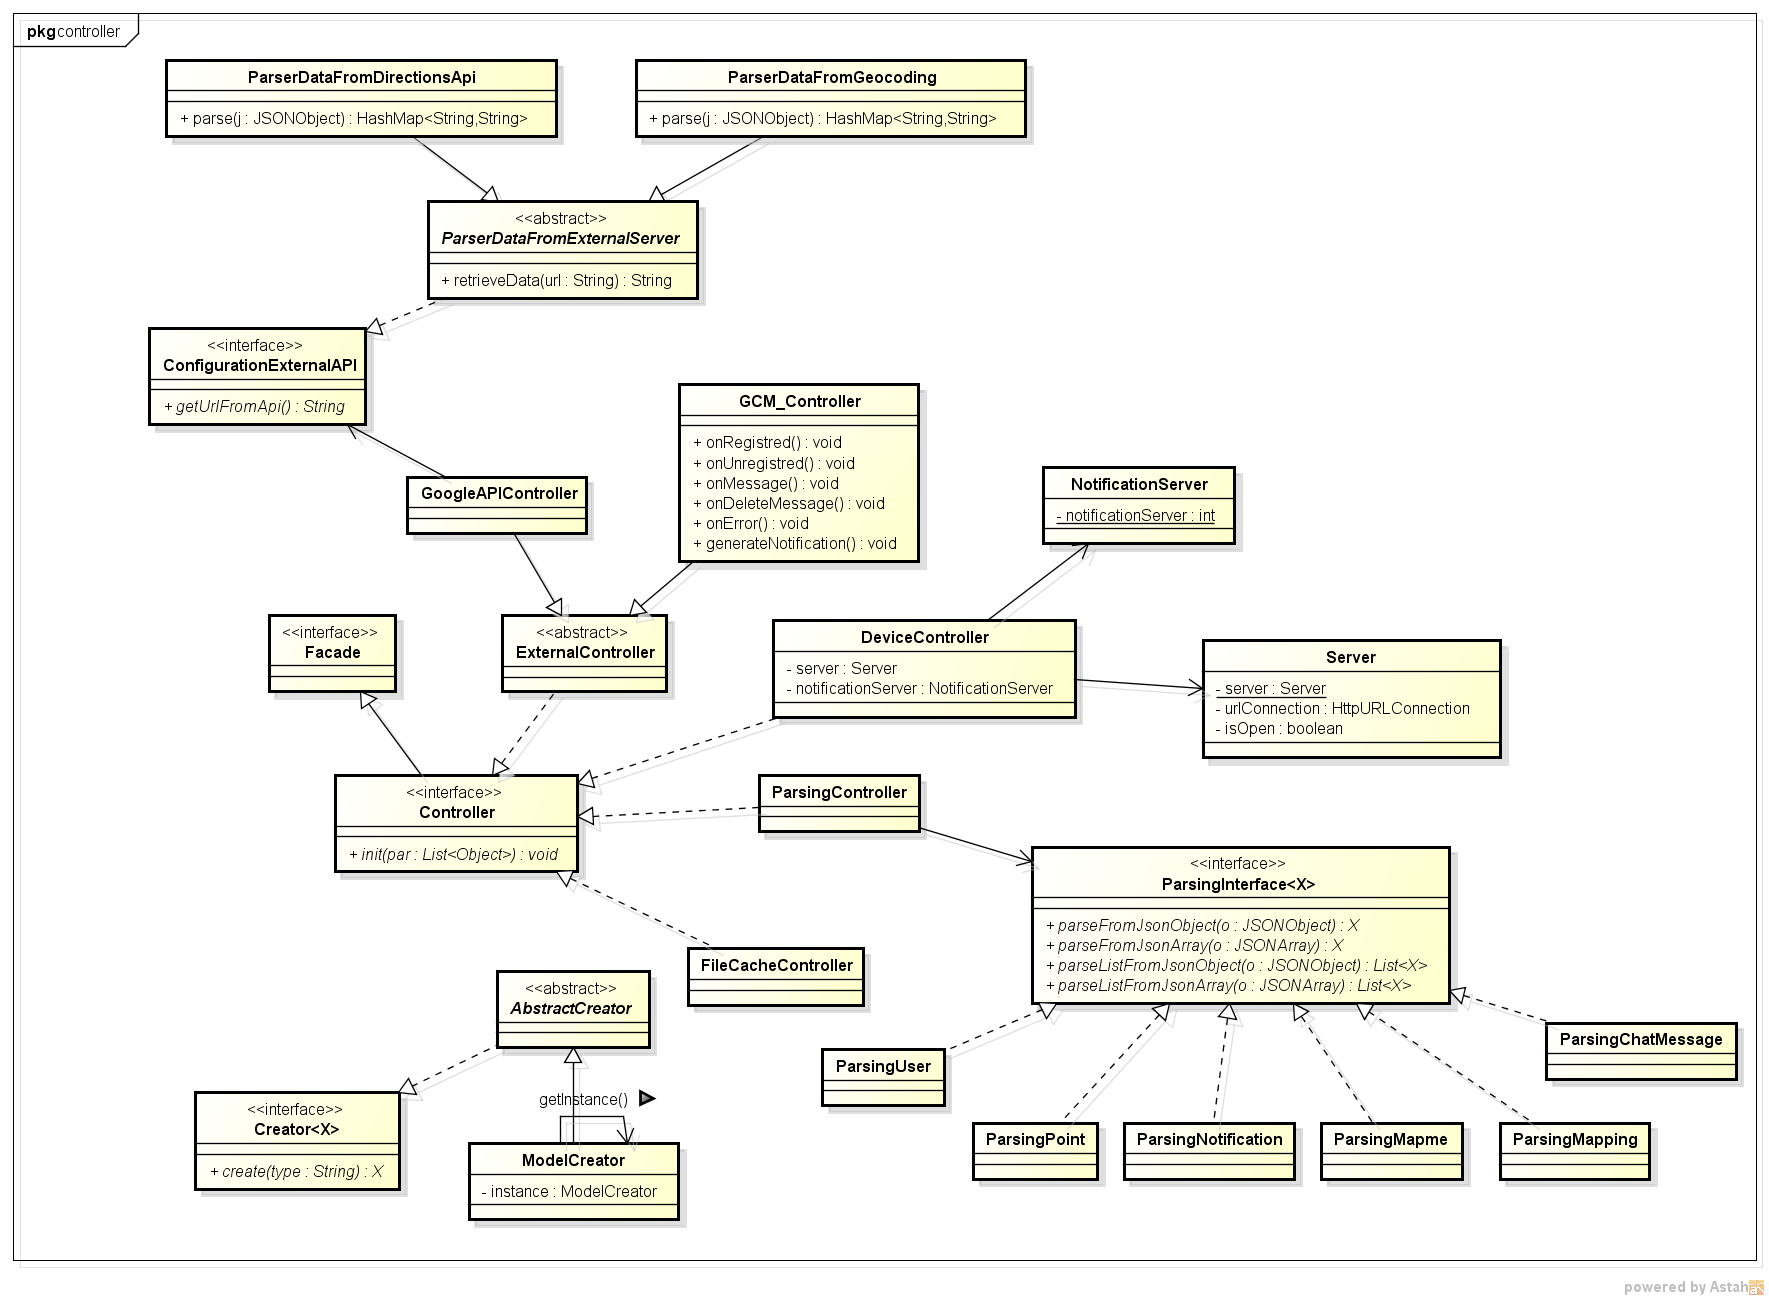 pkg controller
ParserDataFromDirectionsApi
+ parse(j : JSONObject) : HashMap<String,String>
ParserDataFromGeocoding
+ parse(j : JSONObject) : HashMap<String,String>
<<abstract>>
ParserDataFromExternalServer
+ retrieveData(url : String) : String
<<interface>>
ConfigurationExternalAPI
+ getUrlFromApi() : String
GCM_Controller
+ onRegistred() : void
+ onUnregistred() : void
+ onMessage() : void
+ onDeleteMessage() : void
+ onError() : void
+ generateNotification() : void
GoogleAPIController
NotificationServer
- notificationServer : int
<<interface>>
Facade
<<abstract>>
ExternalController
DeviceController
- server : Server
- notificationServer : NotificationServer
Server
- server : Server
- urlConnection : HttpURLConnection
- isOpen : boolean
<<interface>>
Controller
+ init(par : List<Object>) : void
ParsingController
<<interface>>
ParsingInterface<X>
+ parseFromJsonObject(o : JSONObject) : X
+ parseFromJsonArray(o : JSONArray) : X
+ parseListFromJsonObject(o : JSONObject) : List<X>
+ parseListFromJsonArray(o : JSONArray) : List<X>
FileCacheController
<<abstract>>
AbstractCreator
ParsingChatMessage
ParsingUser
getInstance()
<<interface>>
Creator<X>
+ create(type : String) : X
ModelCreator
- instance : ModelCreator
ParsingPoint
ParsingNotification
ParsingMapme
ParsingMapping
powered by Astah